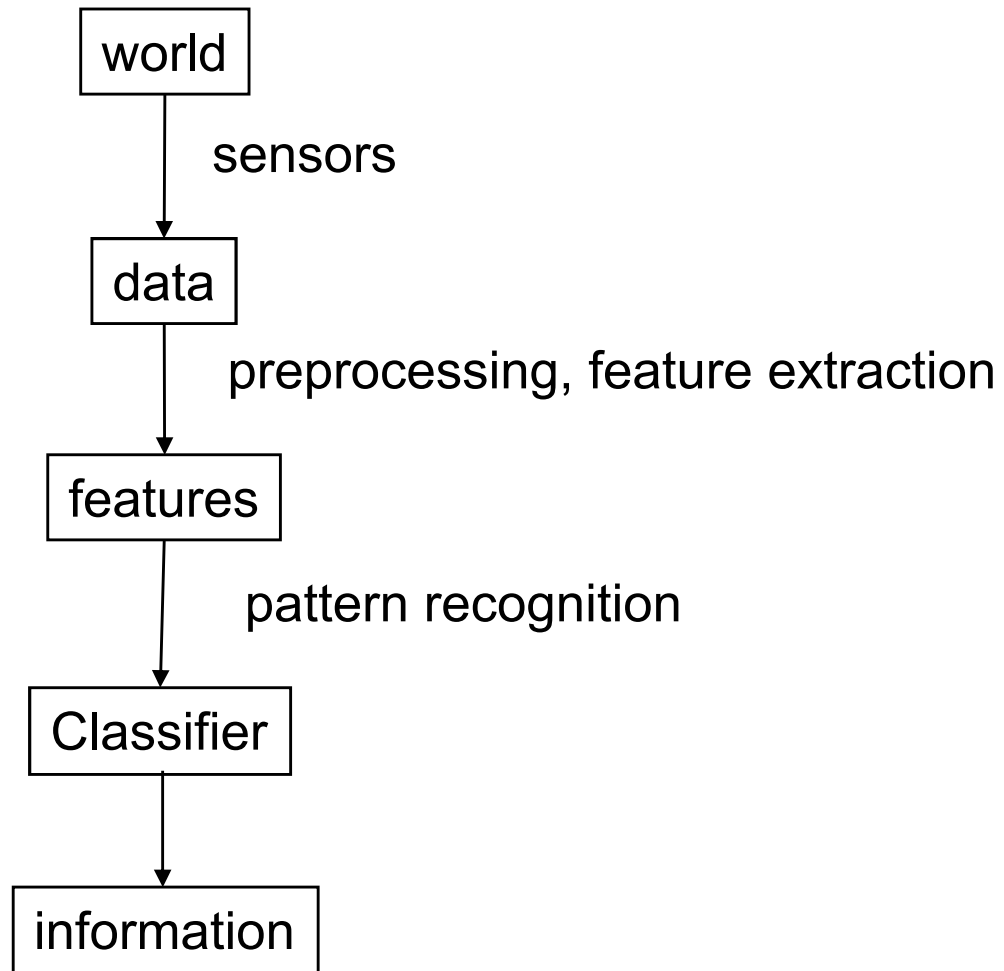 world
sensors
data
preprocessing, feature extraction
features
pattern recognition
Classifier
information